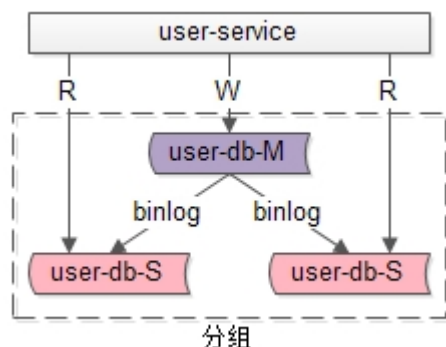 user-service
R
W
R
user-db-M
binlog
binlog
user-db-S
user-db-S
分组